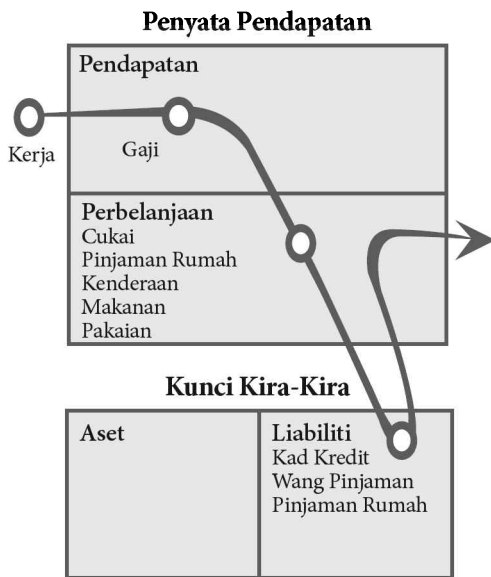 Penyata Pendapatan
Pendapatan
Kerja
Gaji
Perbelanjaan
Cukai
Pinjaman Rumah
Kenderaan
Makanan
Pakaian
Kunci Kira-Kira
Aset
Liabiliti
Kad Kredit
Wang Pinjaman
Pinjaman Rumah